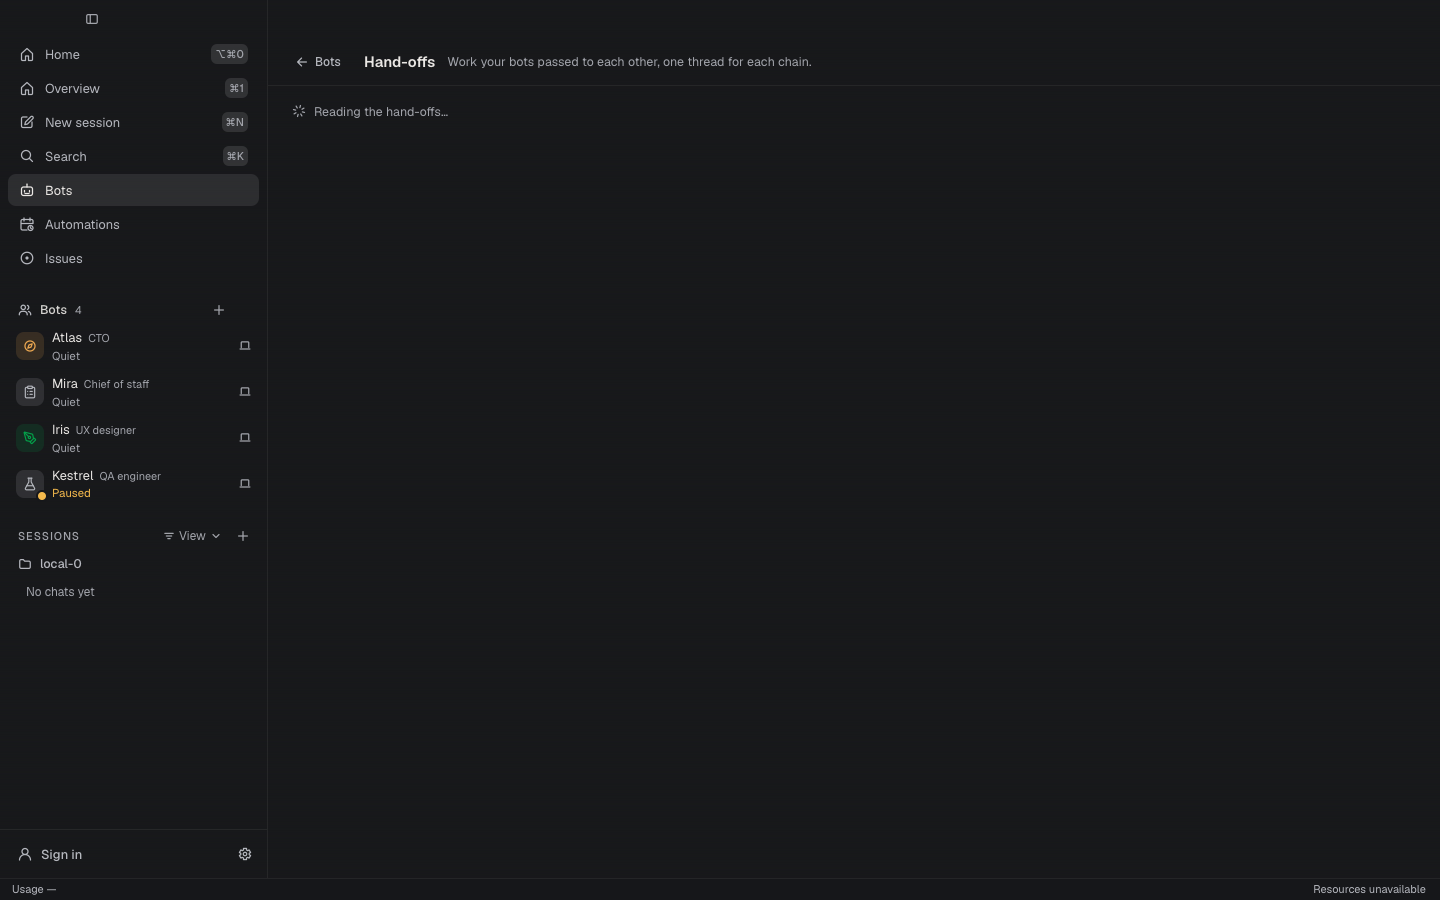 Home ⌥⌘0
Overview ⌘1
New session ⌘N
Search ⌘K
Bots
Automations
Issues
Bots 4
Atlas CTO
Quiet
Mira Chief of staff
Quiet
Iris UX designer
Quiet
Kestrel QA engineer
Paused
SESSIONS View
local-0
No chats yet
Sign in
Bots Hand-offs Work your bots passed to each other, one thread for each chain.
Reading the hand-offs…
Usage —
Resources unavailable